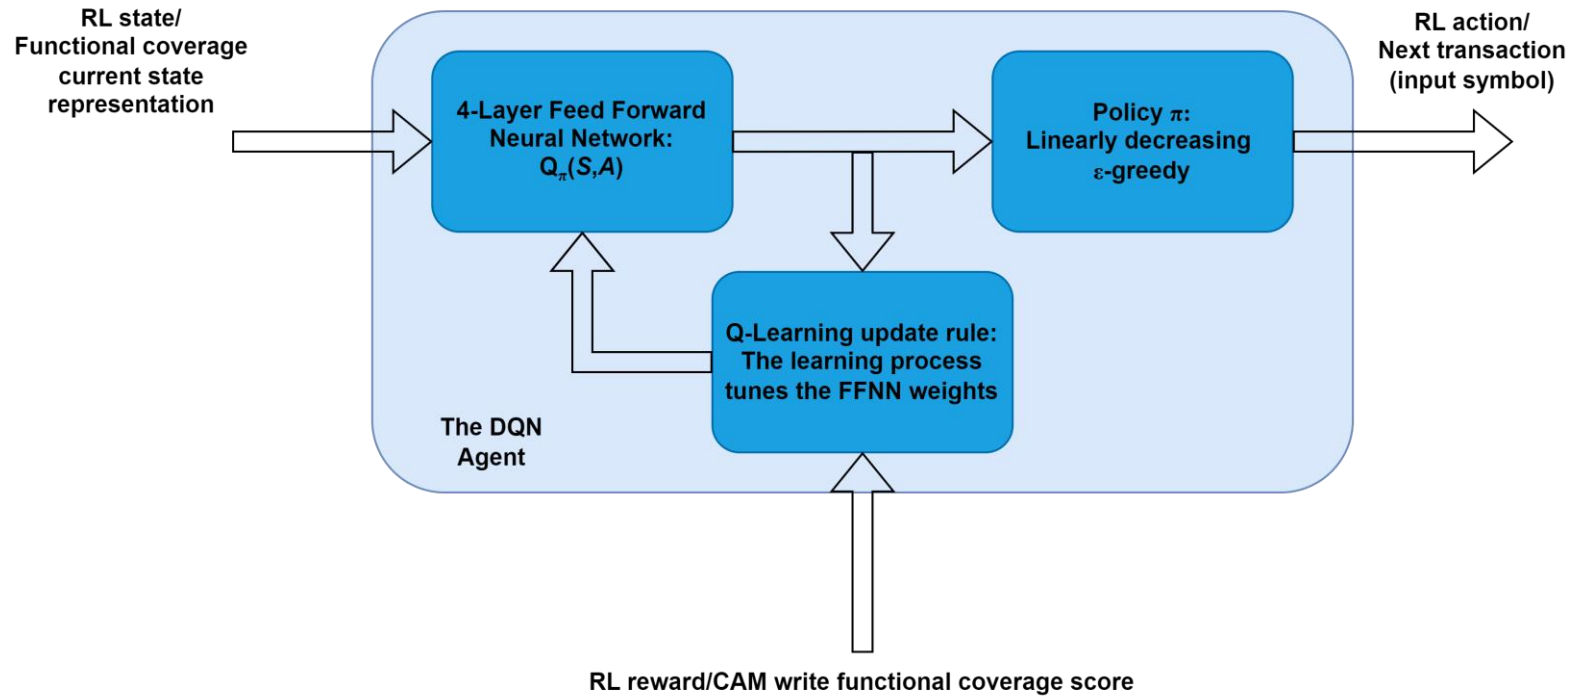 RL state/
Functional coverage
current state
representation
4-Layer Feed Forward
Neural Network:
Qπ(S,A)
Policy π:
Linearly decreasing
ε-greedy
RL action/
Next transaction
(input symbol)
Q-Learning update rule:
The learning process
tunes the FFNN weights
The DQN
Agent
RL reward/CAM write functional coverage score